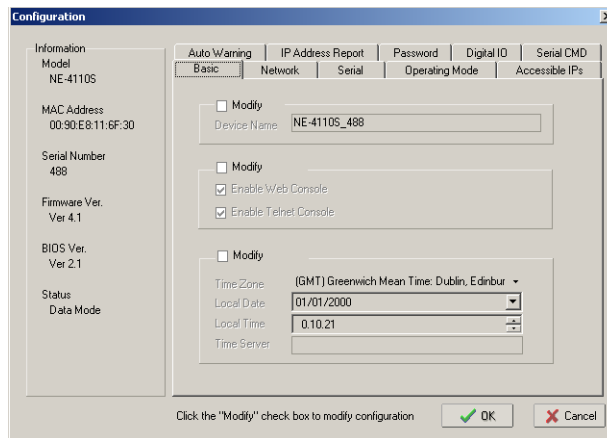 Configuration
Information
Model
NE-4110S
MAC Address
00:90:E8:11:6F:30
Serial Number
488
Firmware Ver.
Ver 4.1
BIOS Ver.
Ver 2.1
Status
Data Mode
Auto Warning IP Address Report Password Digital IO Serial CMD
Basic Network Serial Operating Mode Accessible IPs
Modify
Device Name NE-4110S_488
Modify
Enable Web Console
Enable Telnet Console
Modify
Time Zone (GMT) Greenwich Mean Time: Dublin, Edinbur
Local Date 01/01/2000
Local Time 0.10.21
Time Server
Click the "Modify" check box to modify configuration OK Cancel